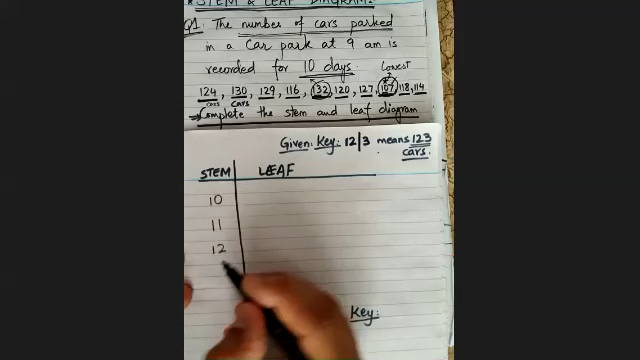 STEM & LEAF DIAGRAM:
Q1: The number of cars parked
in a car park at 9 am is
recorded for 10 days. Lowest
124, 130, 129, 116, 132, 120, 127, 107, 118, 114
cars cars
Complete the stem and leaf diagram
Given: Key: 12|3 means 123
cars.
STEM LEAF
10
11
12
Key: